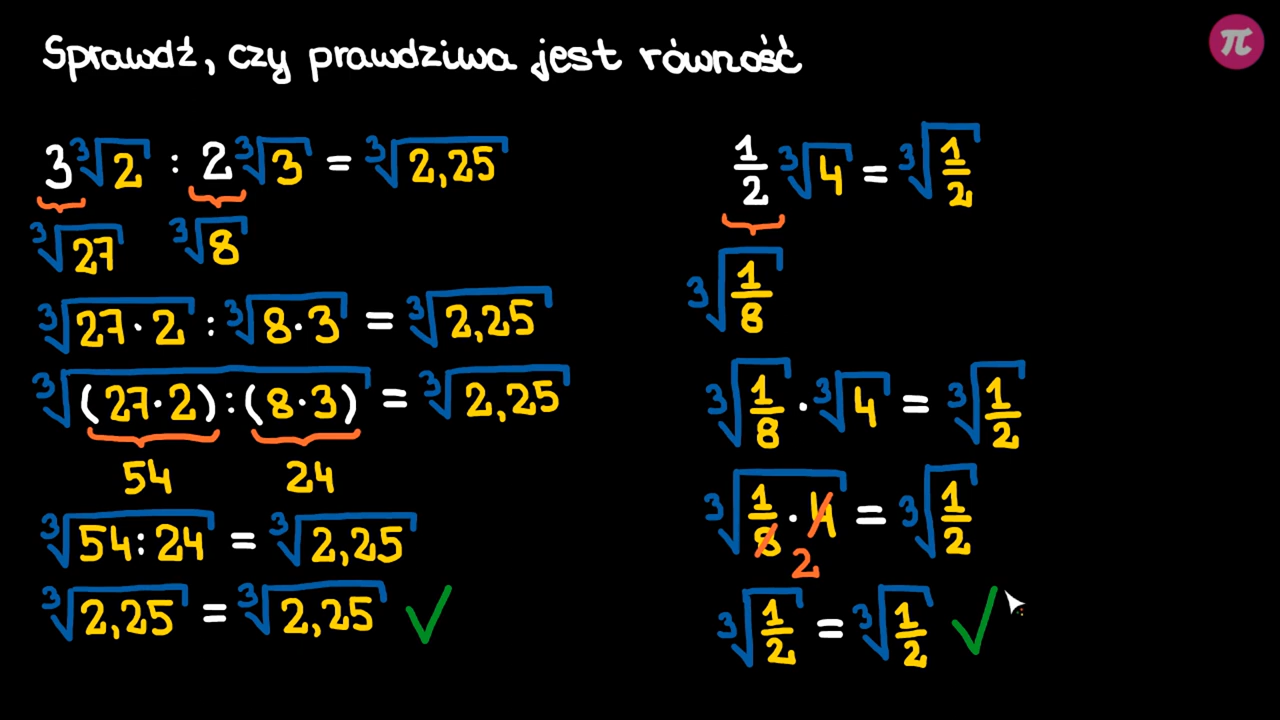 Sprawdź, czy prawdziwa jest równość
π
3∛2 : 2∛3 = ∛2,25
∛27 ∛8
∛27·2 : ∛8·3 = ∛2,25
∛(27·2):(8·3) = ∛2,25
54 24
∛54:24 = ∛2,25
∛2,25 = ∛2,25 ✓
1/2 ∛4 = ∛1/2
∛1/8
∛1/8 · ∛4 = ∛1/2
∛1/8 · 4 = ∛1/2
2
∛1/2 = ∛1/2 ✓